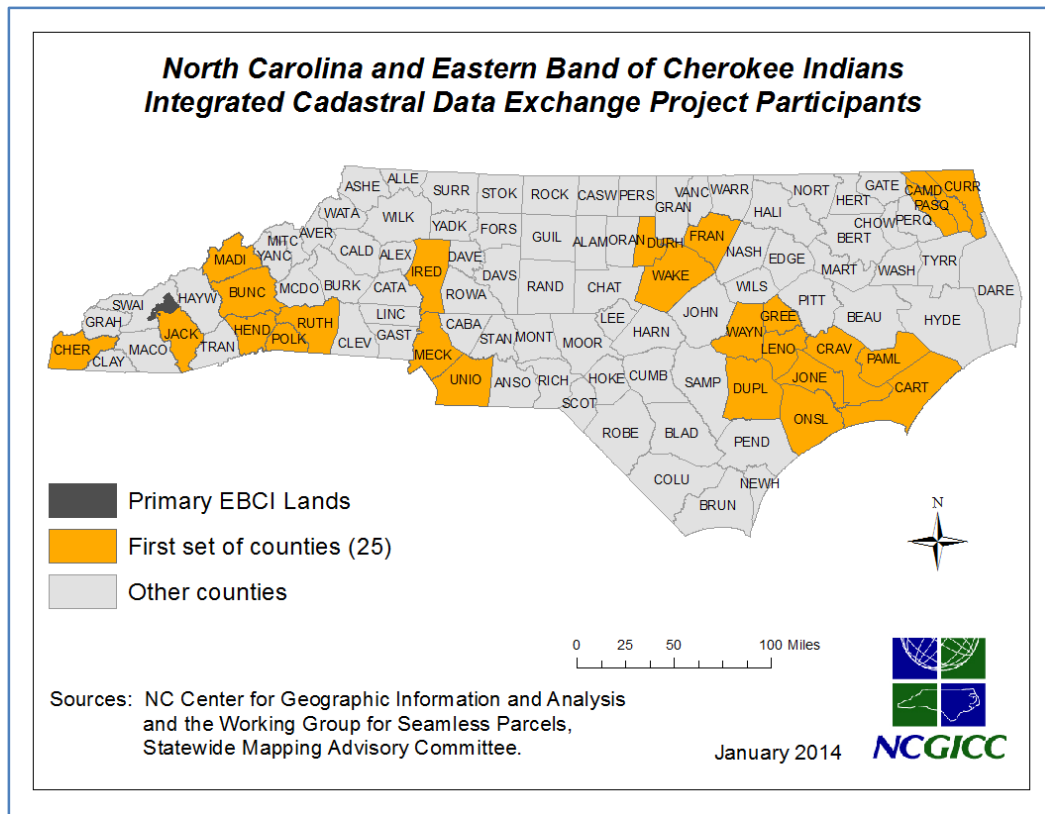 North Carolina and Eastern Band of Cherokee Indians
Integrated Cadastral Data Exchange Project Participants
ASHE
ALLE
SURR
STOK
ROCK
CASW
PERS
VANC
GRAN
WARR
NORT
HERT
GATE
CAMD
CURR
PASQ
PERQ
CHOW
BERT
HALI
WATA
WILK
YADK
FORS
GUIL
ALAM
ORAN
DURH
FRAN
NASH
EDGE
MART
WASH
TYRR
DARE
MITC
AVER
YANC
CALD
ALEX
IRED
DAVE
DAVS
RAND
CHAT
WAKE
WILS
PITT
BEAU
HYDE
MADI
BUNC
MCDO
BURK
CATA
ROWA
SWAI
HAYW
GRAH
CHER
CLAY
MACO
JACK
TRAN
HEND
POLK
RUTH
CLEV
LINC
GAST
MECK
CABA
STAN
MONT
MOOR
LEE
HARN
JOHN
WAYN
GREE
LENO
CRAV
PAML
CART
JONE
ONSL
DUPL
SAMP
CUMB
HOKE
SCOT
RICH
ANSO
UNIO
ROBE
BLAD
PEND
COLU
BRUN
NEWH
Primary EBCI Lands
First set of counties (25)
Other counties
N
0 25 50 100 Miles
Sources: NC Center for Geographic Information and Analysis
and the Working Group for Seamless Parcels,
Statewide Mapping Advisory Committee.
January 2014
NCGICC